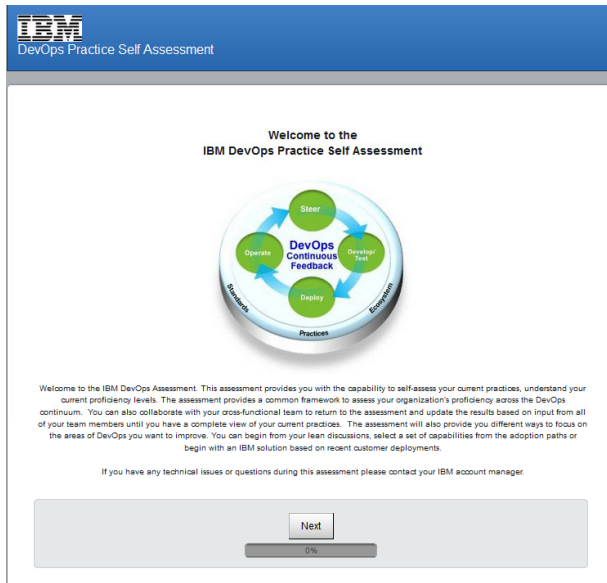 IBM
DevOps Practice Self Assessment
Welcome to the
IBM DevOps Practice Self Assessment
Steer
Operate
DevOps
Continuous
Feedback
Develop/
Test
Deploy
Standards
Practices
Ecosystem
Welcome to the IBM DevOps Assessment. This assessment provides you with the capability to self-assess your current practices, understand your
current proficiency levels. The assessment provides a common framework to assess your organization's proficiency across the DevOps
continuum. You can also collaborate with your cross-functional team to return to the assessment and update the results based on input from all
of your team members until you have a complete view of your current practices. The assessment will also provide you different ways to focus on
the areas of DevOps you want to improve. You can begin from your lean discussions, select a set of capabilities from the adoption paths or
begin with an IBM solution based on recent customer deployments.
If you have any technical issues or questions during this assessment please contact your IBM account manager.
Next
0%